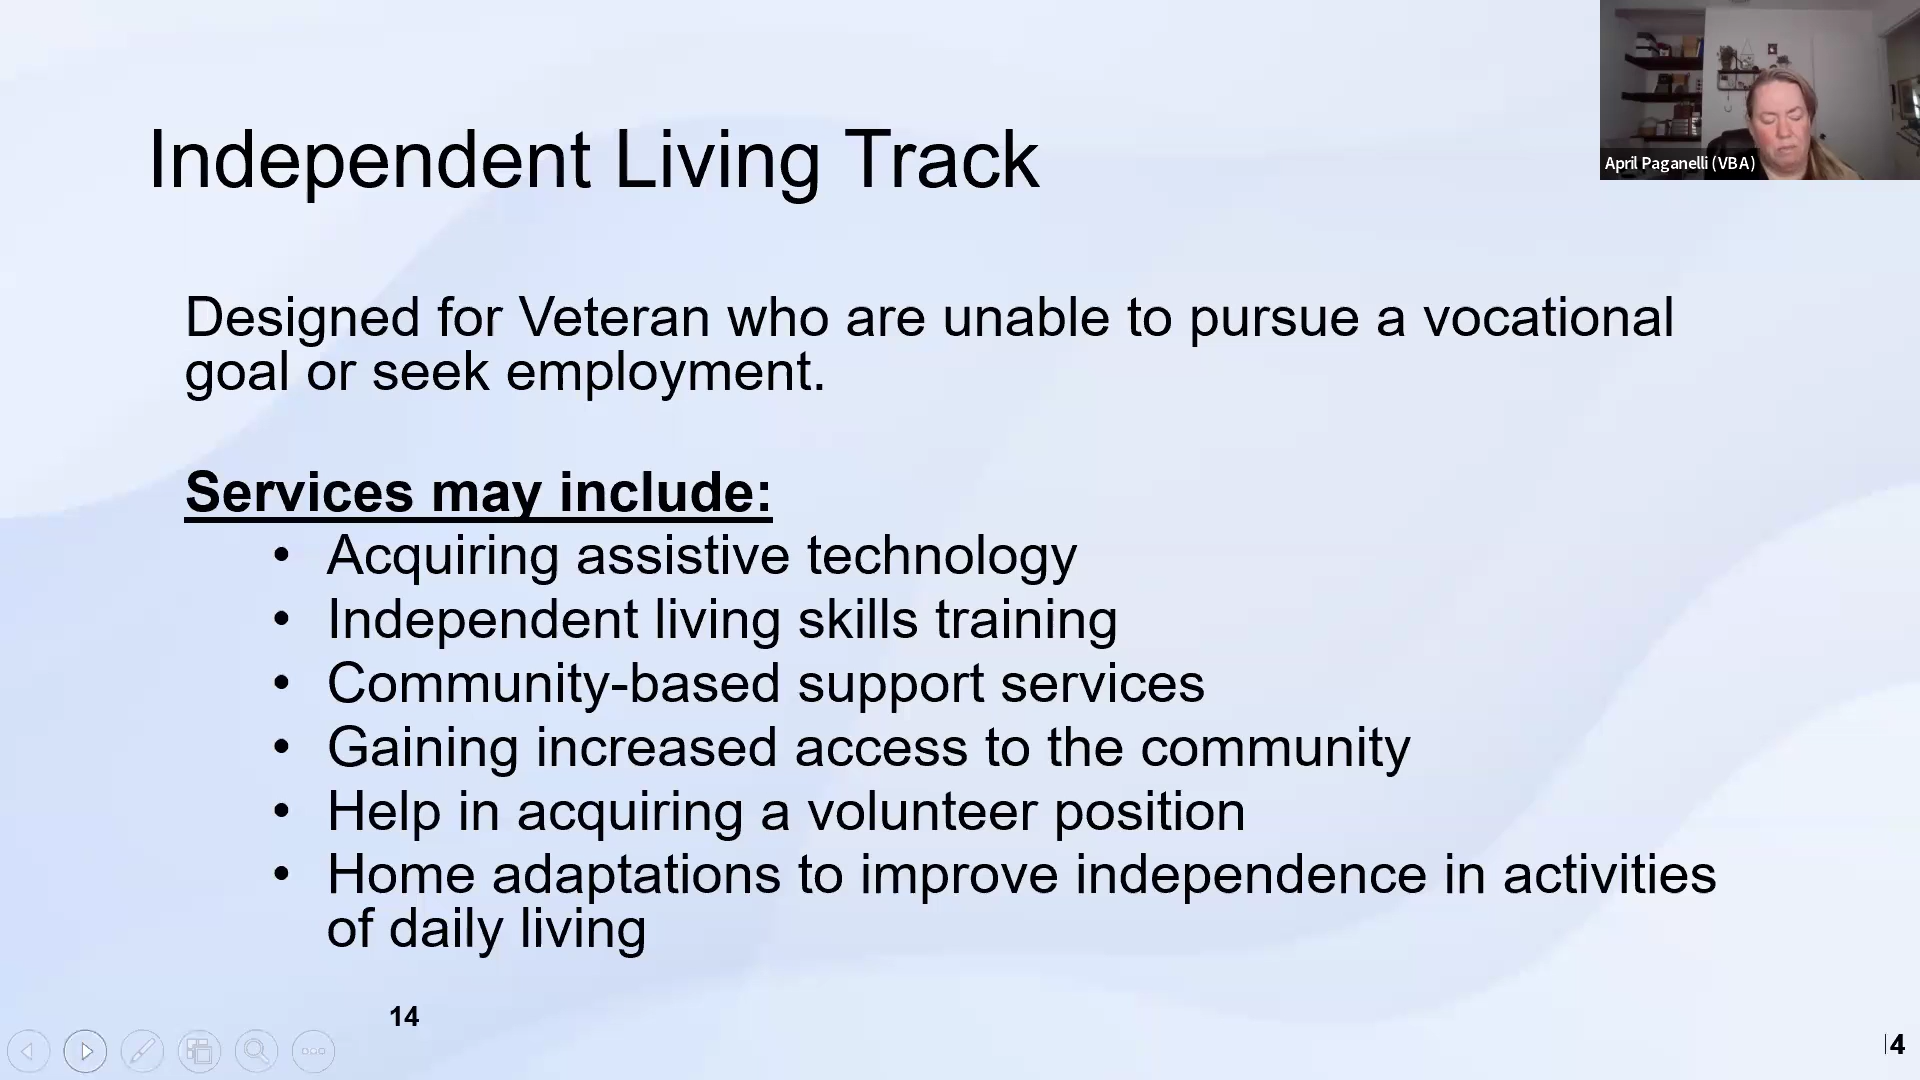 Independent Living Track
April Paganelli (VBA)
Designed for Veteran who are unable to pursue a vocational
goal or seek employment.
Services may include:
• Acquiring assistive technology
• Independent living skills training
• Community-based support services
• Gaining increased access to the community
• Help in acquiring a volunteer position
• Home adaptations to improve independence in activities
of daily living
14
4